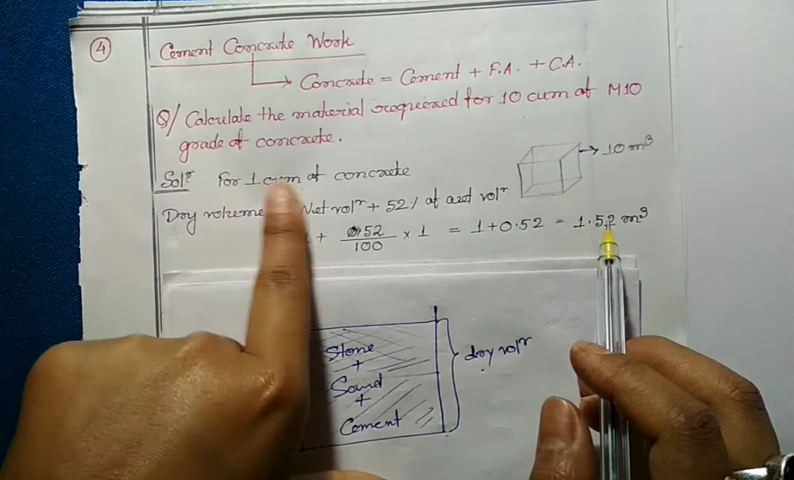 4
Cement Concrete Work
Concrete = Cement + F.A. + C.A.
Q/ Calculate the material required for 10 cum of M10
grade of concrete.
Solⁿ: For 1 cum of concrete
10 m³
Dry volume Wet volⁿ + 52% of wet volⁿ
+ 52/100 × 1 = 1 + 0.52 = 1.52 m³
Stone
+
Sand
+
Cement
dry volⁿ